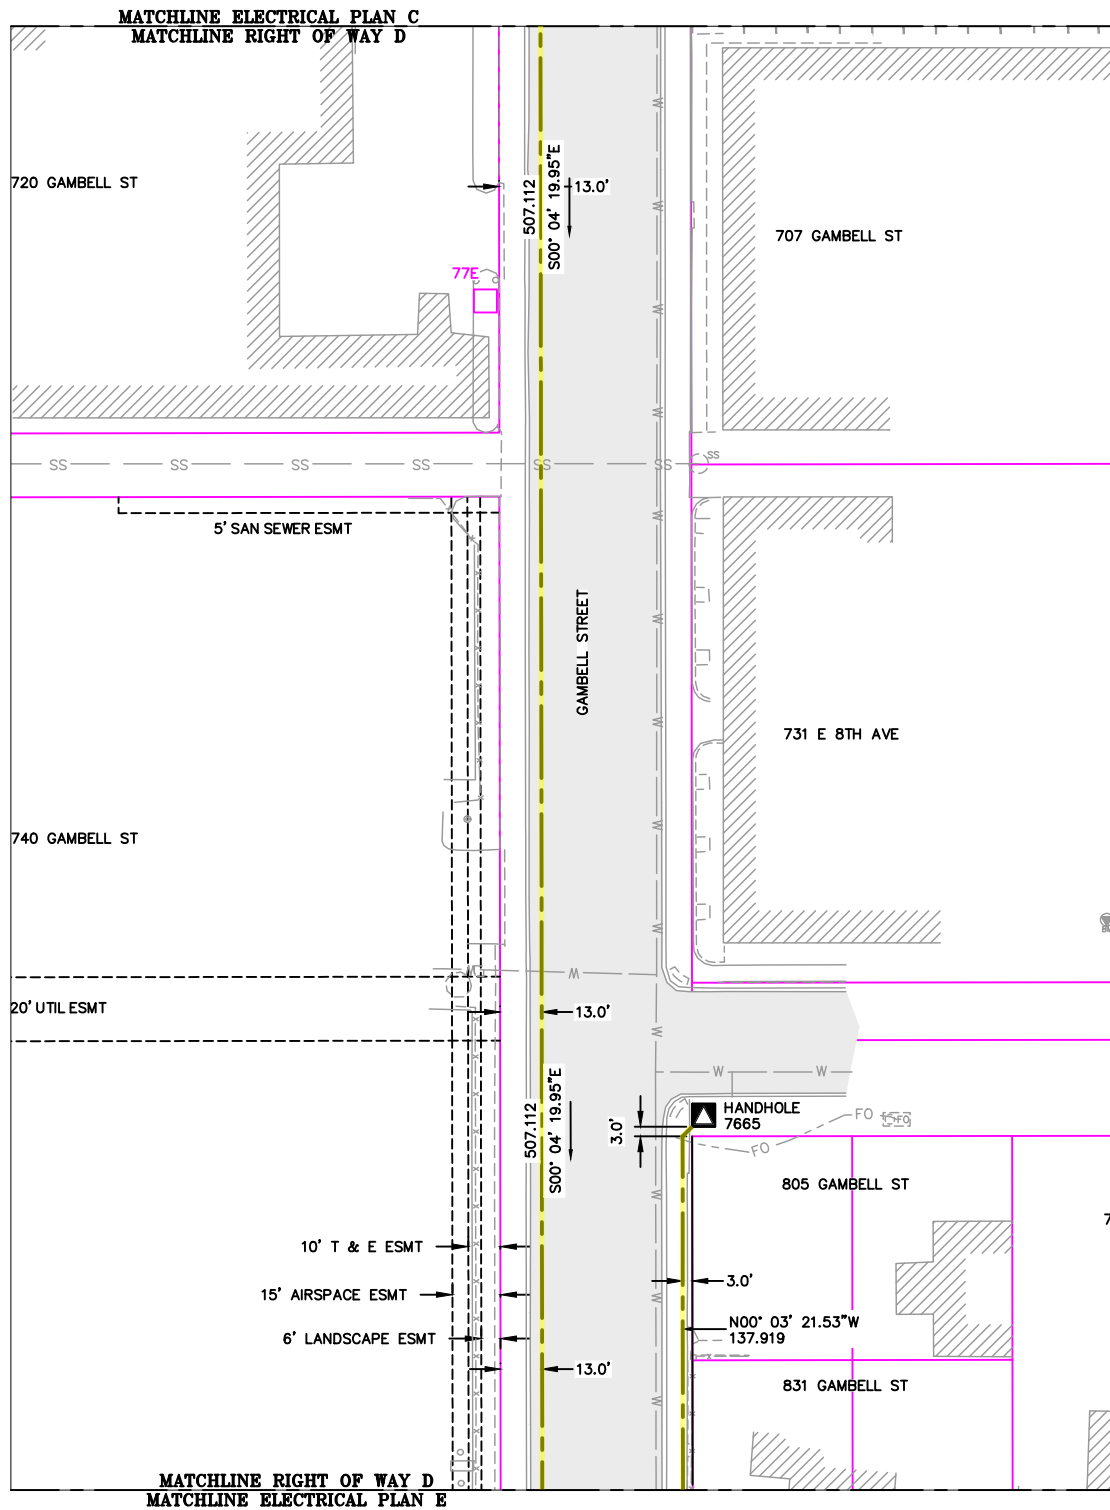 MATCHLINE ELECTRICAL PLAN C
MATCHLINE RIGHT OF WAY D
720 GAMBELL ST
507.112
S00° 04' 19.95"E
13.0'
W
W
707 GAMBELL ST
77E
W
W
SS SS SS SS SS SS
SS
5' SAN SEWER ESMT
W
GAMBELL STREET
W
W
731 E 8TH AVE
740 GAMBELL ST
W
W
W
W
20' UTIL ESMT
13.0'
W
W W
507.112
S00° 04' 19.95"E
3.0'
HANDHOLE
7665
FO
FO
W
805 GAMBELL ST
7
10' T & E ESMT
3.0'
15' AIRSPACE ESMT
W
N00° 03' 21.53"W
137.919
6' LANDSCAPE ESMT
13.0'
831 GAMBELL ST
W
MATCHLINE RIGHT OF WAY D
MATCHLINE ELECTRICAL PLAN E